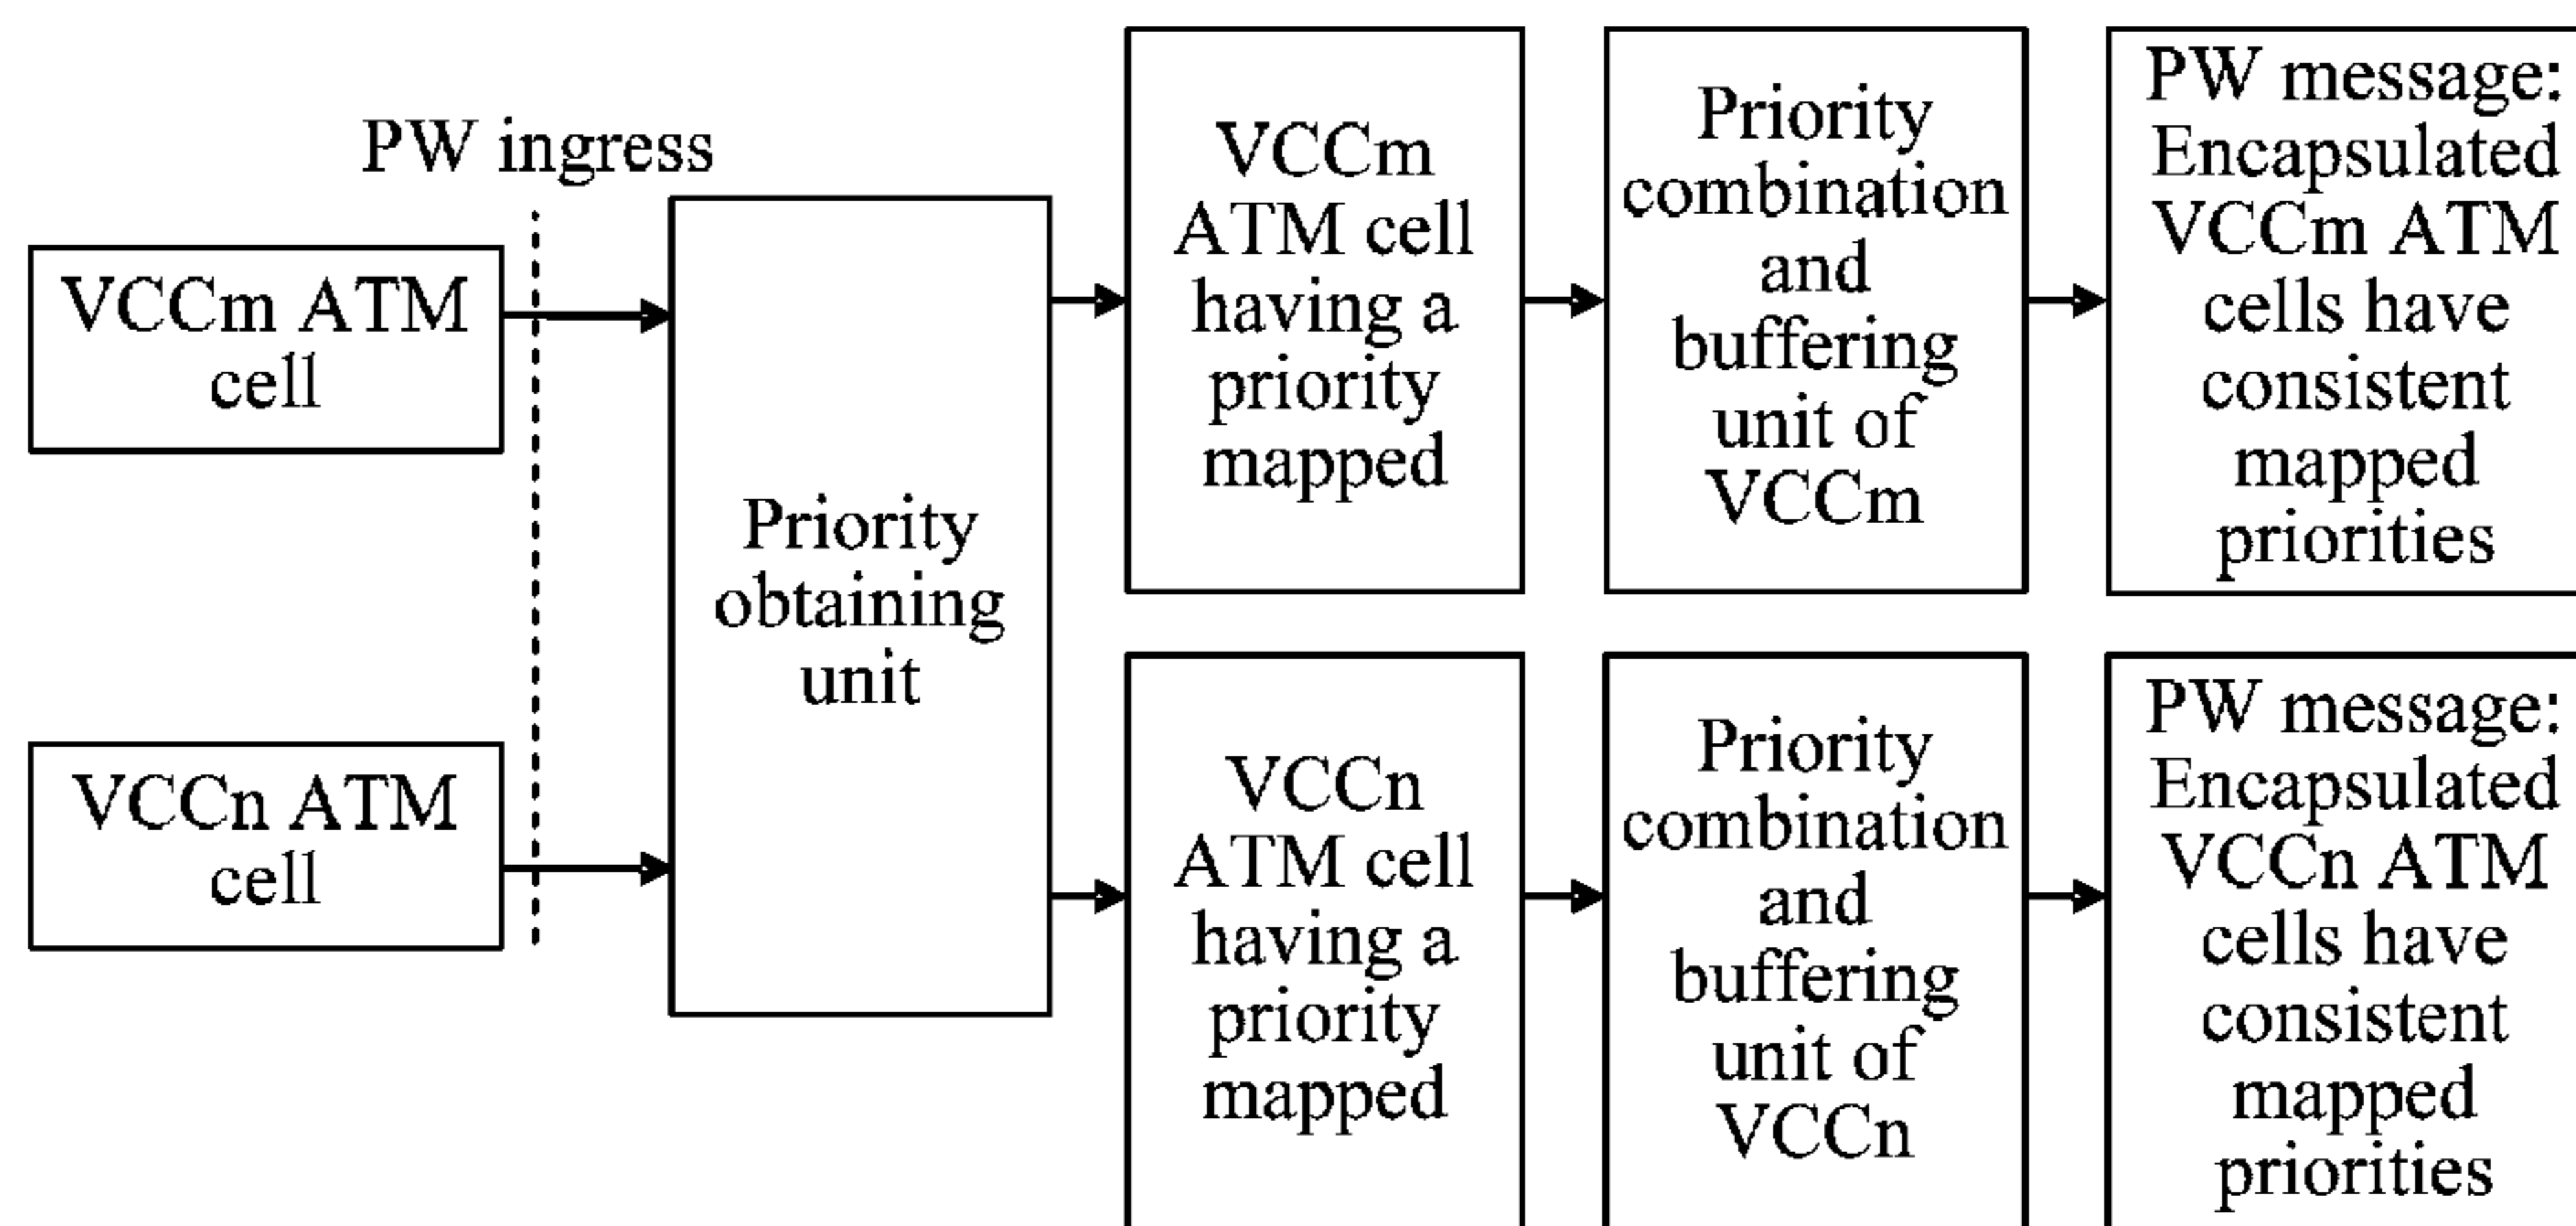 PW ingress
VCCm ATM
cell
VCCn ATM
cell
Priority
obtaining
unit
VCCm
ATM cell
having a
priority
mapped
Priority
combination
and
buffering
unit of
VCCm
PW message:
Encapsulated
VCCm ATM
cells have
consistent
mapped
priorities
VCCn
ATM cell
having a
priority
mapped
Priority
combination
and
buffering
unit of
VCCn
PW message:
Encapsulated
VCCn ATM
cells have
consistent
mapped
priorities